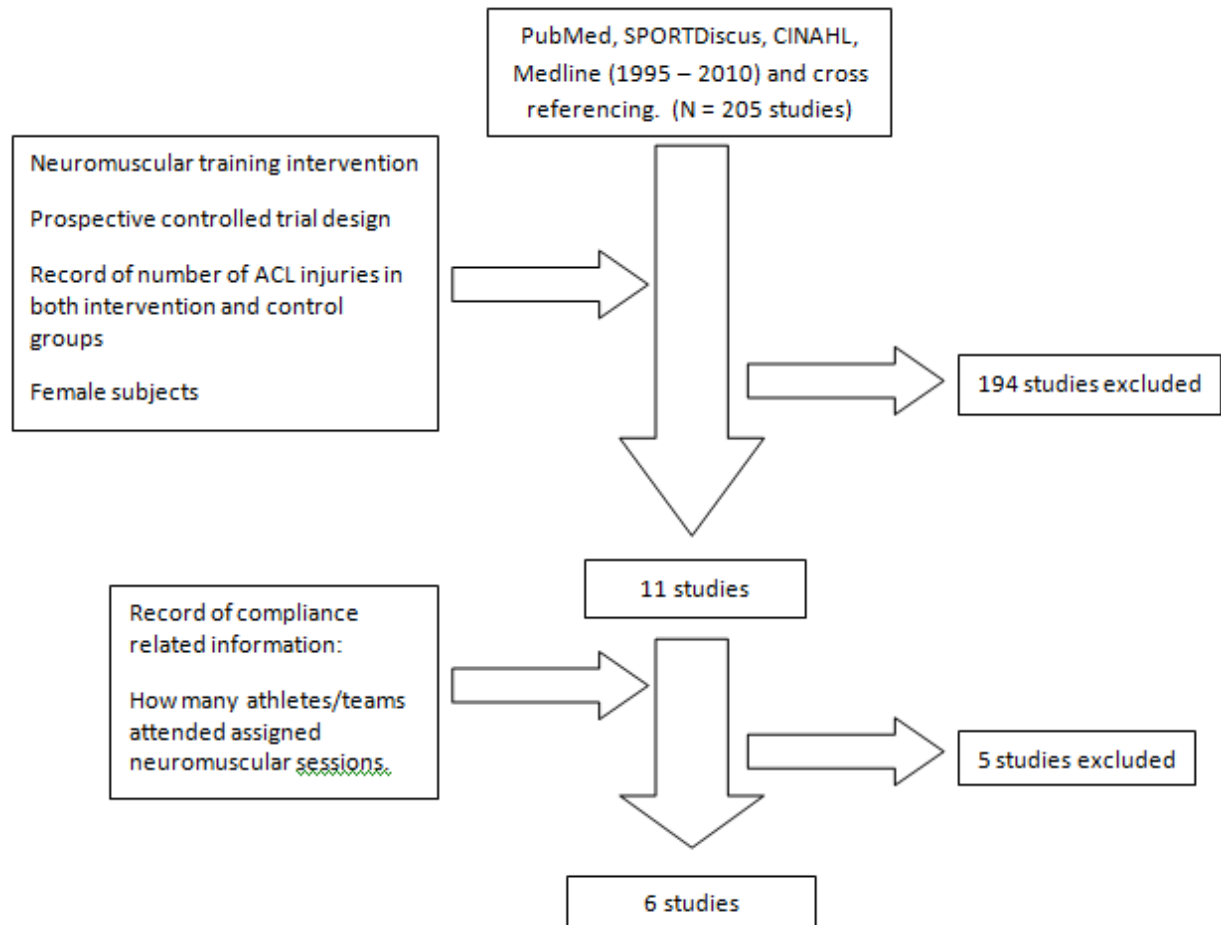 PubMed, SPORTDiscus, CINAHL,
Medline (1995 – 2010) and cross
referencing.  (N = 205 studies)
Neuromuscular training intervention
Prospective controlled trial design
Record of number of ACL injuries in
both intervention and control
groups
Female subjects
194 studies excluded
11 studies
Record of compliance
related information:
How many athletes/teams
attended assigned
neuromuscular sessions.
5 studies excluded
6 studies